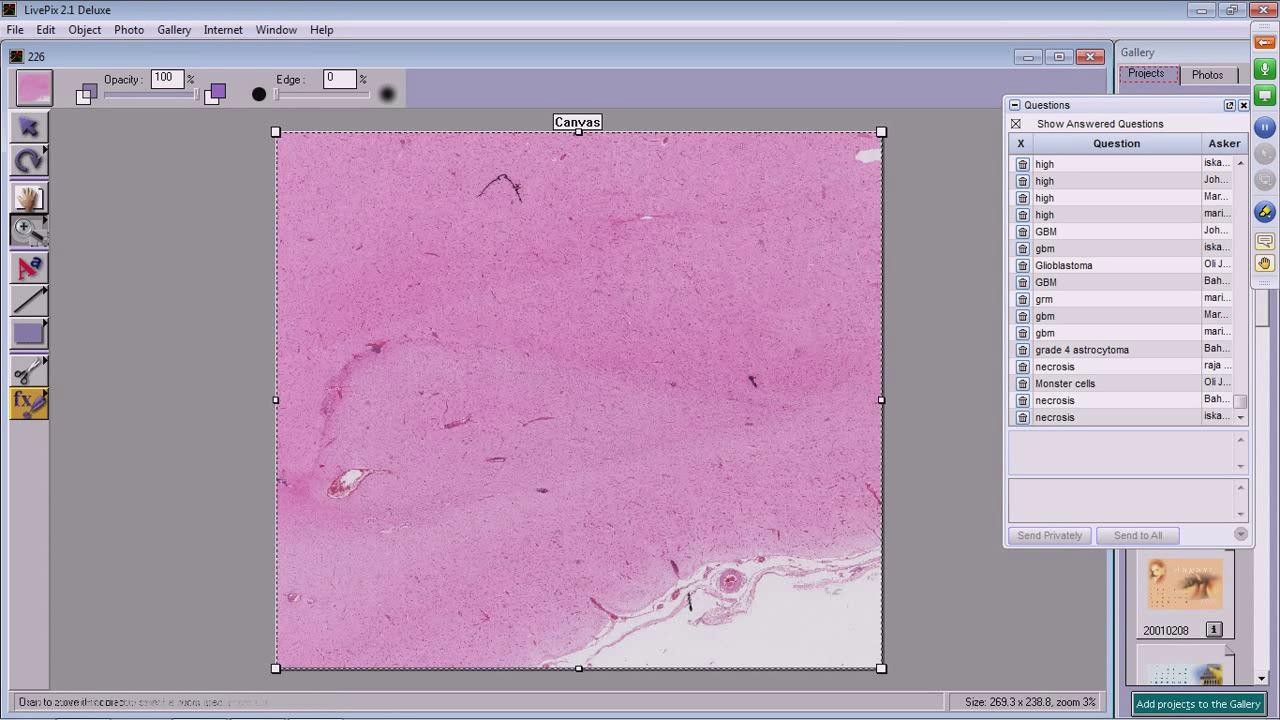 LivePix 2.1 Deluxe
File Edit Object Photo Gallery Internet Window Help
226
Gallery
Projects Photos
Opacity: 100 %
Edge: 0 %
Canvas
Questions
Show Answered Questions
X Question Asker
high iska...
high Joh...
high Mar...
high mari...
GBM Joh...
gbm iska...
Glioblastoma Oli J...
GBM Bah...
grm mari...
gbm Mar...
gbm mari...
grade 4 astrocytoma Bah...
necrosis raja ...
Monster cells Oli J...
necrosis Bah...
necrosis iska...
Send Privately Send to All
August
20010208
Size: 269.3 x 238.8, zoom 3%
Add projects to the Gallery